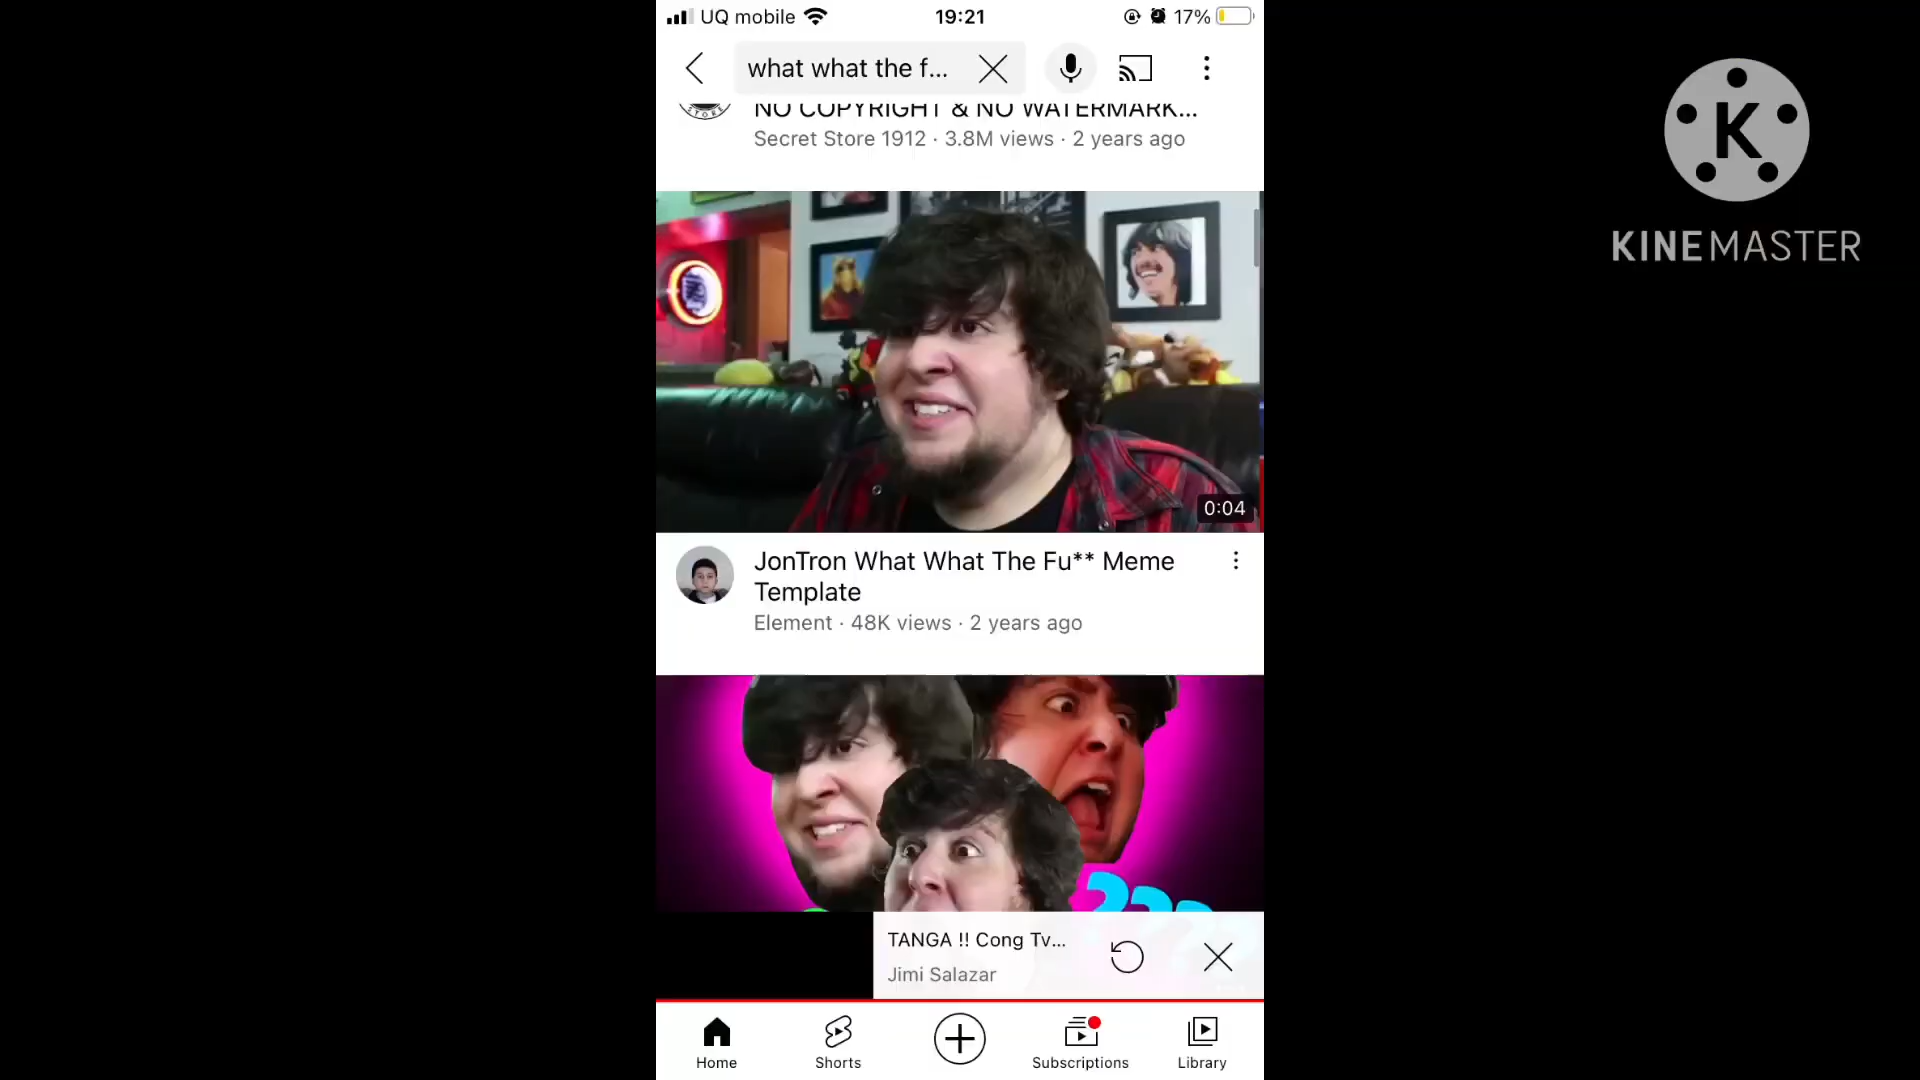 UQ mobile 19:21 17%
what what the f...
NO COPYRIGHT & NO WATERMARK...
Secret Store 1912 · 3.8M views · 2 years ago
KINEMASTER
0:04
JonTron What What The Fu** Meme
Template
Element · 48K views · 2 years ago
???
TANGA !! Cong Tv...
Jimi Salazar
Home Shorts Subscriptions Library